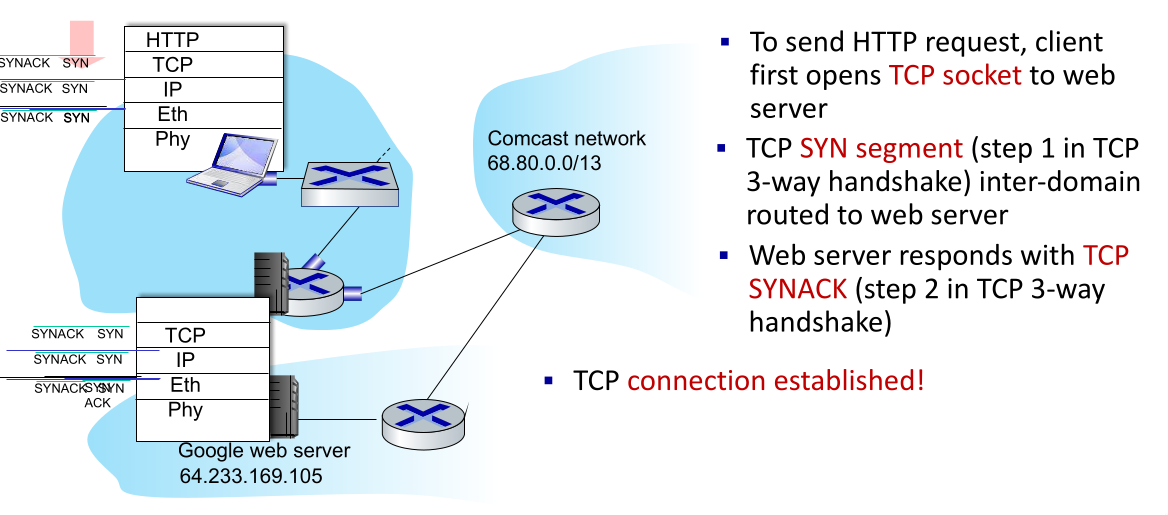 HTTP
SYNACK SYN
TCP
SYNACK SYN
IP
SYNACK SYN
Eth
Phy
Comcast network
68.80.0.0/13
▪ To send HTTP request, client
first opens TCP socket to web
server
▪ TCP SYN segment (step 1 in TCP
3-way handshake) inter-domain
routed to web server
▪ Web server responds with TCP
SYNACK (step 2 in TCP 3-way
handshake)
▪ TCP connection established!
TCP
SYNACK SYN
IP
SYNACK SYN
Eth
SYNACK SYN
SYN
ACK
Phy
Google web server
64.233.169.105